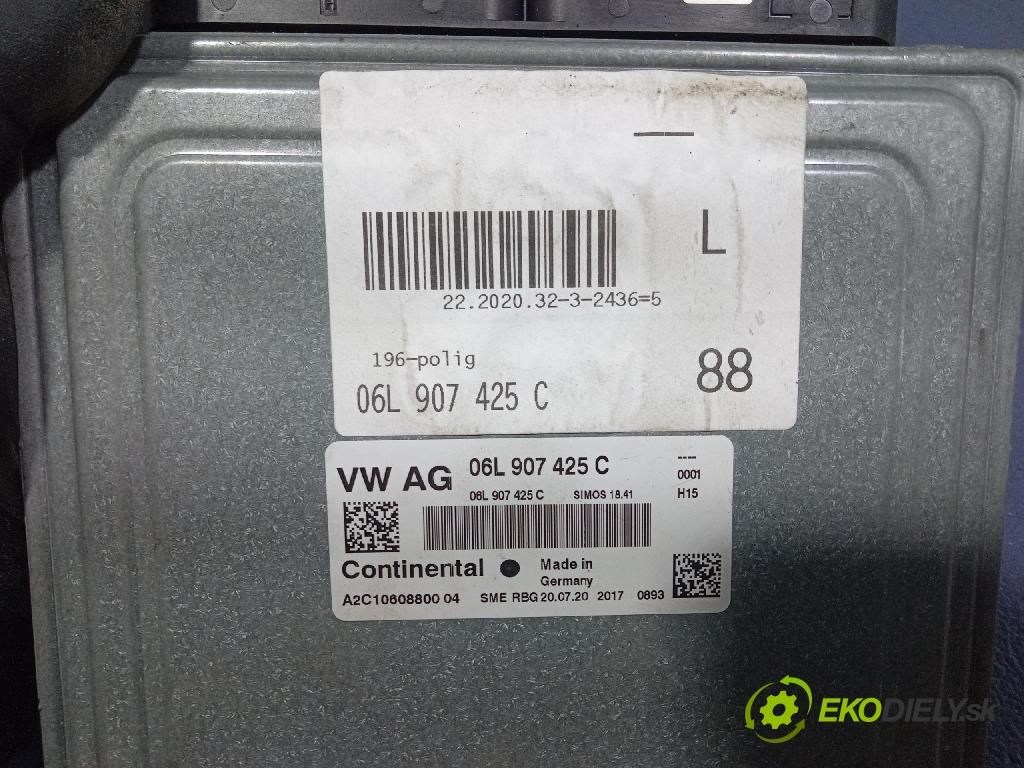 L
22.2020.32-3-2436=5
196-polig
88
06L 907 425 C
VW AG 06L 907 425 C ---
0001
06L 907 425 C SIMOS 18.41 H15
Continental Made in
Germany
A2C10608800 04 SME RBG 20.07.20 2017 0893
EKODIELY.sk